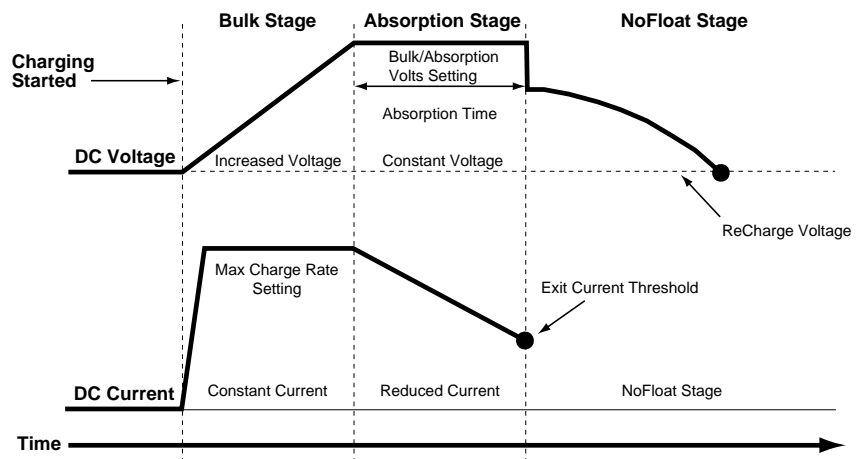 Bulk Stage
Absorption Stage
NoFloat Stage
Charging
Started
Bulk/Absorption
Volts Setting
Absorption Time
DC Voltage
Increased Voltage
Constant Voltage
ReCharge Voltage
Max Charge Rate
Setting
Exit Current Threshold
DC Current
Constant Current
Reduced Current
NoFloat Stage
Time